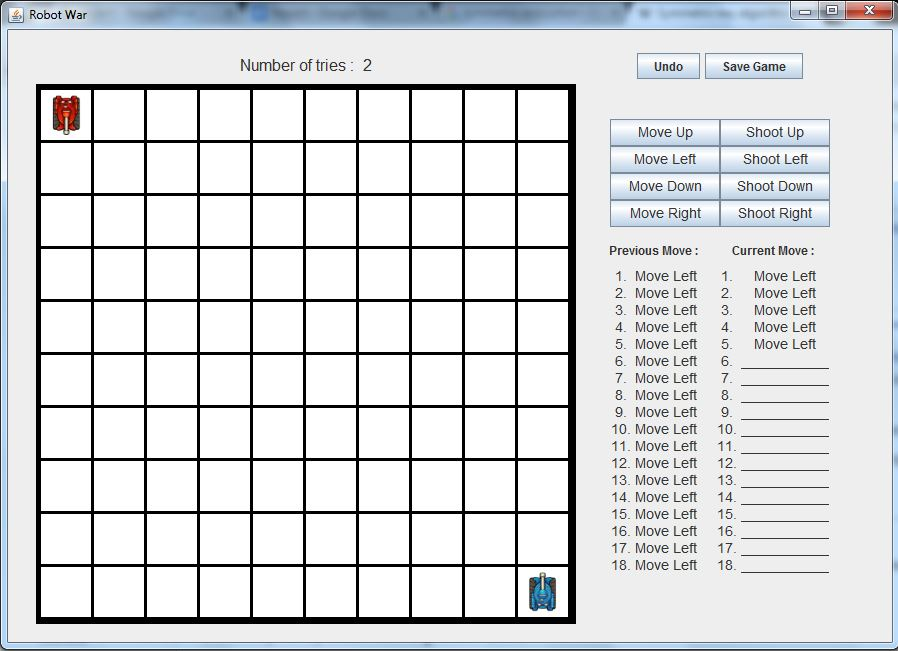 Robot War
Number of tries :  2
Undo
Save Game
Move Up
Shoot Up
Move Left
Shoot Left
Move Down
Shoot Down
Move Right
Shoot Right
Previous Move :
Current Move :
1. Move Left
2. Move Left
3. Move Left
4. Move Left
5. Move Left
6. Move Left
7. Move Left
8. Move Left
9. Move Left
10. Move Left
11. Move Left
12. Move Left
13. Move Left
14. Move Left
15. Move Left
16. Move Left
17. Move Left
18. Move Left
1. Move Left
2. Move Left
3. Move Left
4. Move Left
5. Move Left
6. ___________
7. ___________
8. ___________
9. ___________
10. ___________
11. ___________
12. ___________
13. ___________
14. ___________
15. ___________
16. ___________
17. ___________
18. ___________